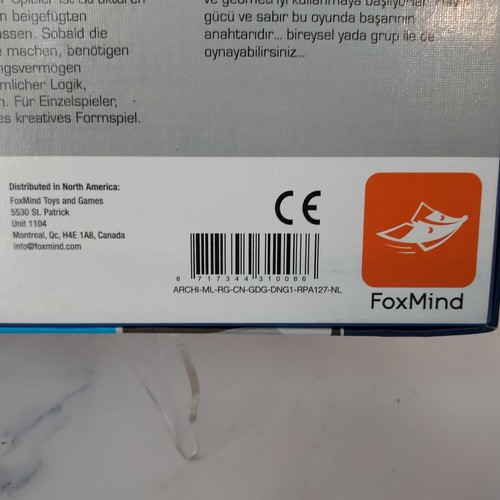 n beigefügten
ssen. Sobald die
e machen, benötigen
ngsvermögen
mlicher Logik,
n. Für Einzelspieler,
es kreatives Formspiel.
gücü ve sabır bu oyunda başarının
anahtarıdır... bireysel yada grup ile de
oynayabilirsiniz...
Distributed in North America:
FoxMind Toys and Games
5530 St. Patrick
Unit 1104
Montreal, Qc, H4E 1A8, Canada
info@foxmind.com
CE
8 717344 310086
ARCHI-ML-RG-CN-GDG-DNG1-RPA127-NL
FoxMind